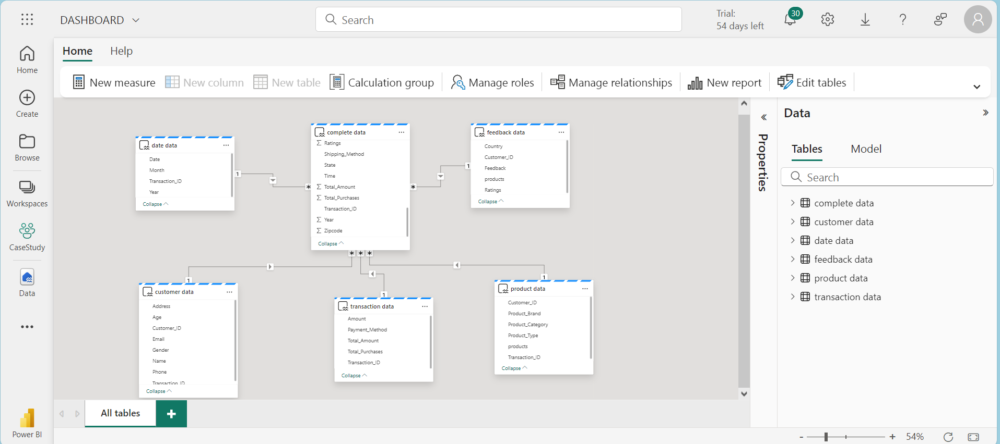 DASHBOARD
Search
Trial:
54 days left
30
Home
Create
Browse
Workspaces
CaseStudy
Data
Power BI
Home Help
New measure New column New table Calculation group Manage roles Manage relationships New report Edit tables
date data
Date
Month
Transaction_ID
Year
Collapse
1
*
complete data
Ratings
Shipping_Method
State
Time
Total_Amount
Total_Purchases
Transaction_ID
Year
Zipcode
Collapse
*
1
feedback data
Country
Customer_ID
Feedback
products
Ratings
Collapse
* * *
1
customer data
Address
Age
Customer_ID
Email
Gender
Name
Phone
Transaction_ID
Collapse
1
transaction data
Amount
Payment_Method
Total_Amount
Total_Purchases
Transaction_ID
Collapse
1
product data
Customer_ID
Product_Brand
Product_Category
Product_Type
products
Transaction_ID
Collapse
All tables
Properties
Data
Tables Model
Search
complete data
customer data
date data
feedback data
product data
transaction data
- + 54%